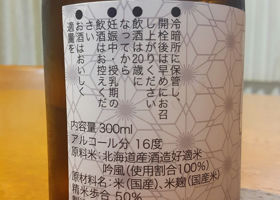 冷暗所に保管し、
開栓後は早めにお召
し上がりください。
飲酒は20歳に
なってから
妊娠中・授乳期の
飲酒はお控えくだ
さい
お酒はおいしく
適量を
内容量 300ml
アルコール分 16度
原料米：北海道産酒造好適米
吟風(使用割合100%)
原材料名：米(国産)、米麹(国産米)
精米歩合 50%